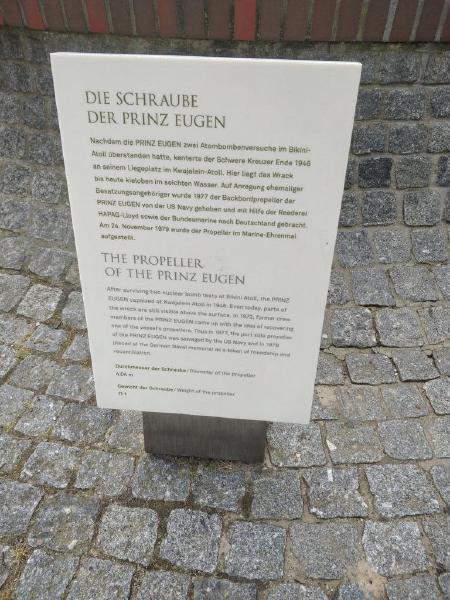 DIE SCHRAUBE
DER PRINZ EUGEN
Nachdem die PRINZ EUGEN zwei Atombombenversuche im Bikini-
Atoll überstanden hatte, kenterte der Schwere Kreuzer Ende 1946
an seinem Liegeplatz im Kwajelein-Atoll. Hier liegt das Wrack
bis heute kieloben im seichten Wasser. Auf Anregung ehemaliger
Besatzungsangehöriger wurde 1977 der Backbordpropeller der
PRINZ EUGEN von der US Navy gehoben und mit Hilfe der Reederei
HAPAG-Lloyd sowie der Bundesmarine nach Deutschland gebracht.
Am 24. November 1979 wurde der Propeller im Marine-Ehrenmal
aufgestellt.
THE PROPELLER
OF THE PRINZ EUGEN
After surviving two nuclear bomb tests at Bikini Atoll, the PRINZ
EUGEN capsized at Kwajalein Atoll in 1946. Even today, parts of
the wreck are still visible above the surface. In 1973, former crew
members of the PRINZ EUGEN came up with the idea of recovering
one of the vessel's propellers. Thus in 1977, the port side propeller
of the PRINZ EUGEN was salvaged by the US Navy and in 1979
placed at the German Naval memorial as a token of friendship and
reconciliation.
Durchmesser der Schraube / Diameter of the propeller
m
Gewicht der Schraube / Weight of the propeller
11 t